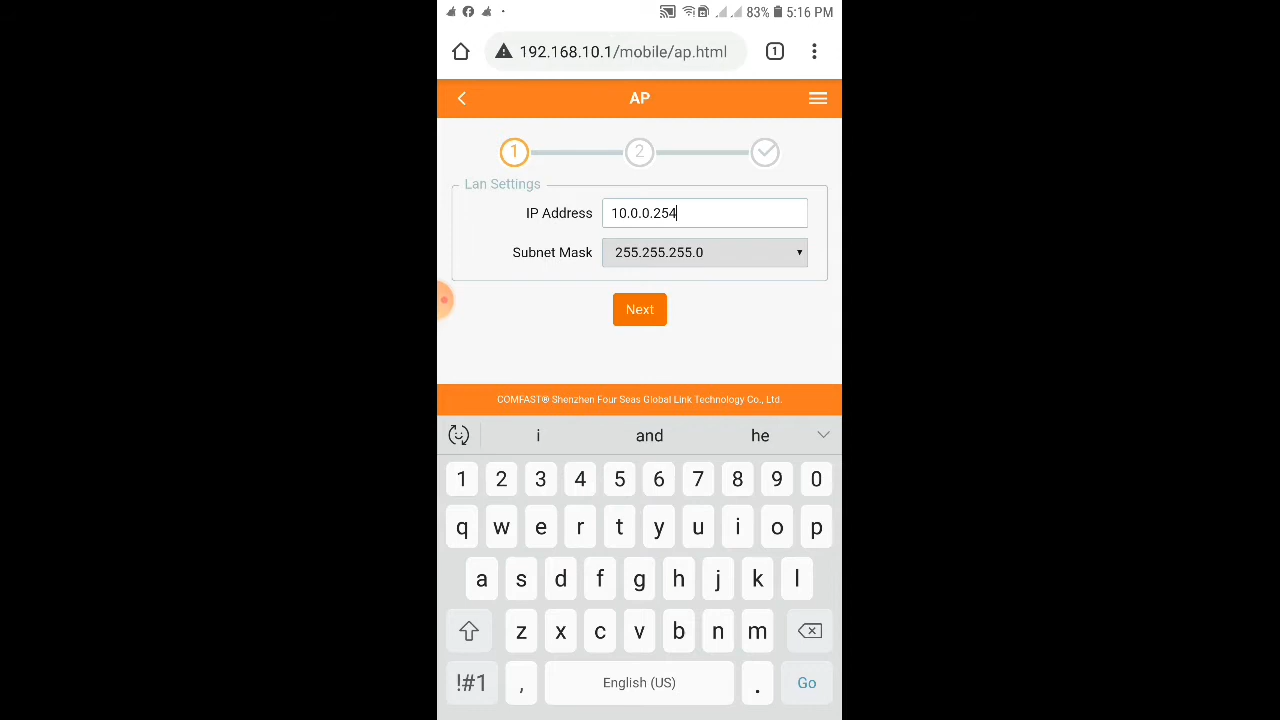 83% 5:16 PM
192.168.10.1/mobile/ap.html 1
AP
1 2
Lan Settings
IP Address 10.0.0.254
Subnet Mask 255.255.255.0
Next
COMFAST® Shenzhen Four Seas Global Link Technology Co., Ltd.
i and he
1 2 3 4 5 6 7 8 9 0
q w e r t y u i o p
a s d f g h j k l
z x c v b n m
!#1 , English (US) . Go